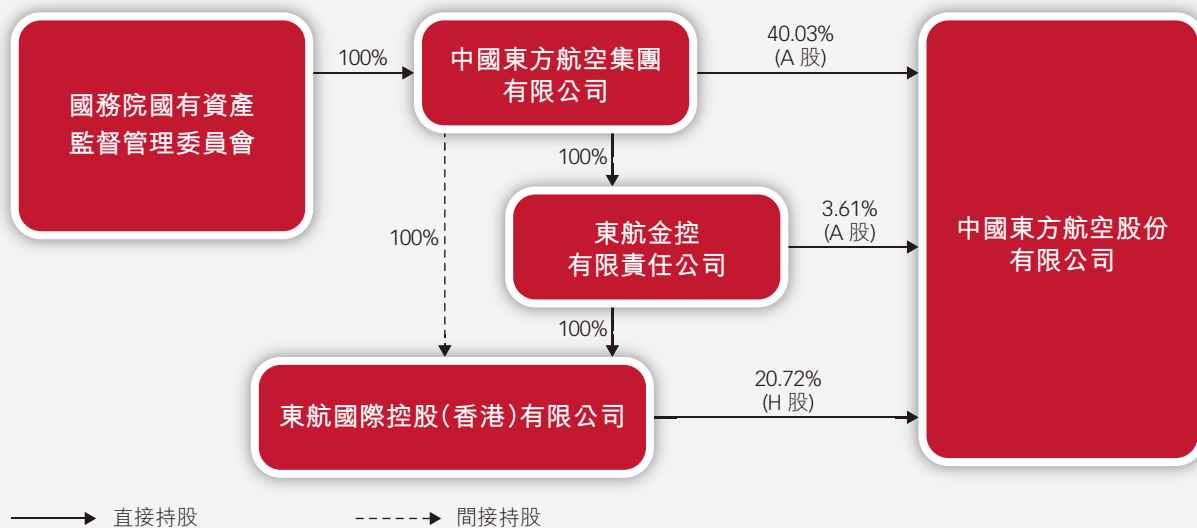 國務院國有資產
監督管理委員會
100%
中國東方航空集團
有限公司
40.03%
(A 股)
100%
100%
東航金控
有限責任公司
3.61%
(A 股)
中國東方航空股份
有限公司
100%
東航國際控股(香港)有限公司
20.72%
(H 股)
直接持股
間接持股